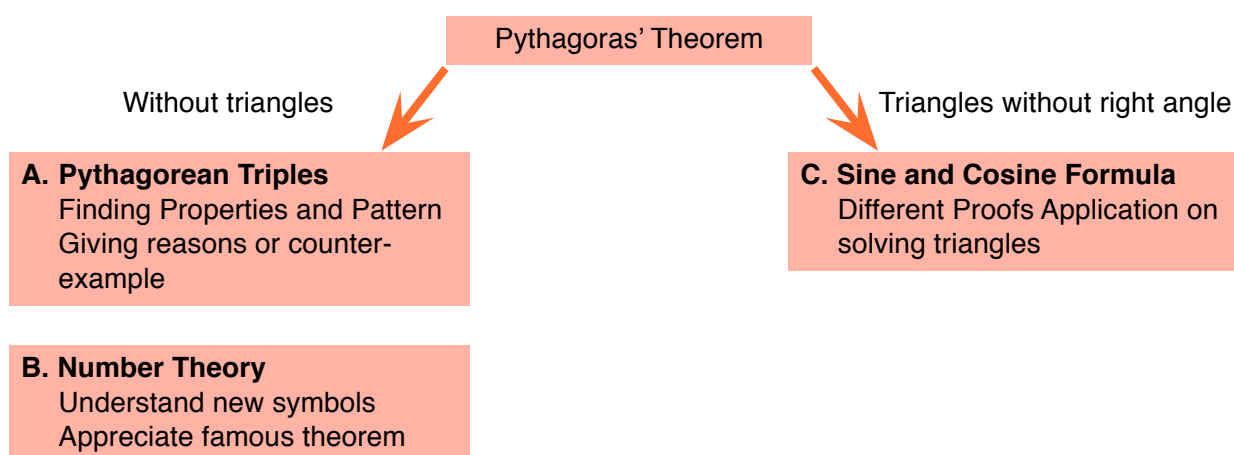 Pythagoras' Theorem
Without triangles
Triangles without right angle
A. Pythagorean Triples
Finding Properties and Pattern
Giving reasons or counter-
example
C. Sine and Cosine Formula
Different Proofs Application on
solving triangles
B. Number Theory
Understand new symbols
Appreciate famous theorem